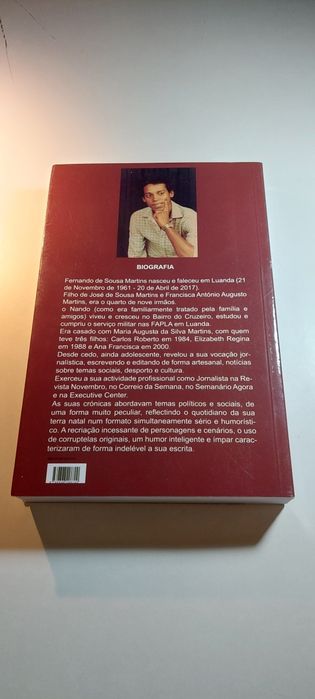 BIOGRAFIA
Fernando de Sousa Martins nasceu e faleceu em Luanda (21
de Novembro de 1961 - 20 de Abril de 2017).
Filho de José de Sousa Martins e Francisca António Augusto
Martins, era o quarto de nove irmãos.
o Nando (como era familiarmente tratado pela família e
amigos) viveu e cresceu no Bairro do Cruzeiro, estudou e
cumpriu o serviço militar nas FAPLA em Luanda.
Era casado com Maria Augusta da Silva Martins, com quem
teve três filhos: Carlos Roberto em 1984, Elizabeth Regina
em 1988 e Ana Francisca em 2000.
Desde cedo, ainda adolescente, revelou a sua vocação jor-
nalística, escrevendo e editando de forma artesanal, notícias
sobre temas sociais, desporto e cultura.
Exerceu a sua actividade profissional como Jornalista na Re-
vista Novembro, no Correio da Semana, no Semanário Agora
e na Executive Center.
As suas crónicas abordavam temas políticos e sociais, de
uma forma muito peculiar, reflectindo o quotidiano da sua
terra natal num formato simultaneamente sério e humorísti-
co. A recriação incessante de personagens e cenários, o uso
de corruptelas originais, um humor inteligente e ímpar carac-
terizaram de forma indelével a sua escrita.